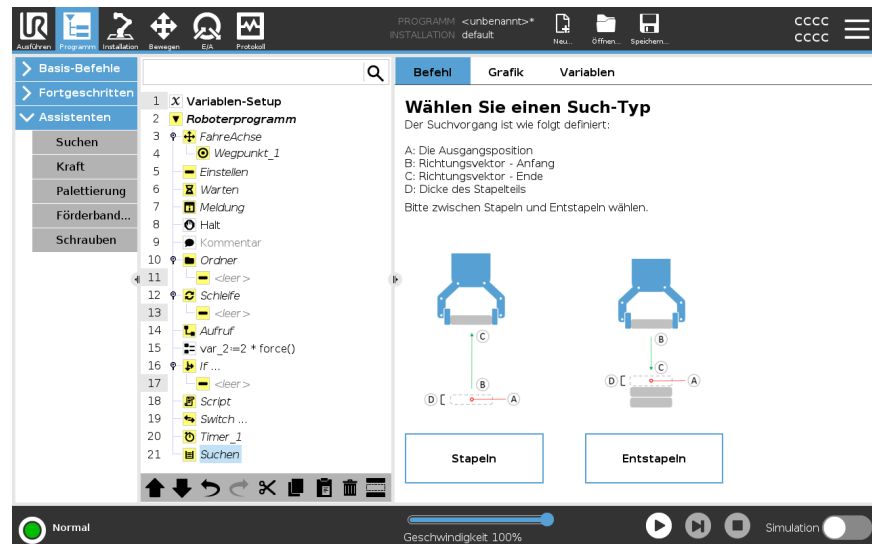 PROGRAMM <unbenannt>*
INSTALLATION default
Ausführen Programm Installation Bewegen E/A Protokoll
Neu... Öffnen... Speichern...
CCCC
CCCC
Basis-Befehle
Fortgeschritten
Assistenten
Suchen
Kraft
Palettierung
Förderband...
Schrauben
1 X Variablen-Setup
2 Roboterprogramm
3 FahreAchse
4 Wegpunkt_1
5 Einstellen
6 Warten
7 Meldung
8 Halt
9 Kommentar
10 Ordner
11 <leer>
12 Schleife
13 <leer>
14 Aufruf
15 var_2:=2 * force()
16 If ...
17 <leer>
18 Script
19 Switch ...
20 Timer_1
21 Suchen
Befehl Grafik Variablen
Wählen Sie einen Such-Typ
Der Suchvorgang ist wie folgt definiert:
A: Die Ausgangsposition
B: Richtungsvektor - Anfang
C: Richtungsvektor - Ende
D: Dicke des Stapelteils
Bitte zwischen Stapeln und Entstapeln wählen.
C
B
D
A
B
C
D
A
Stapeln
Entstapeln
Normal
Geschwindigkeit 100%
Simulation